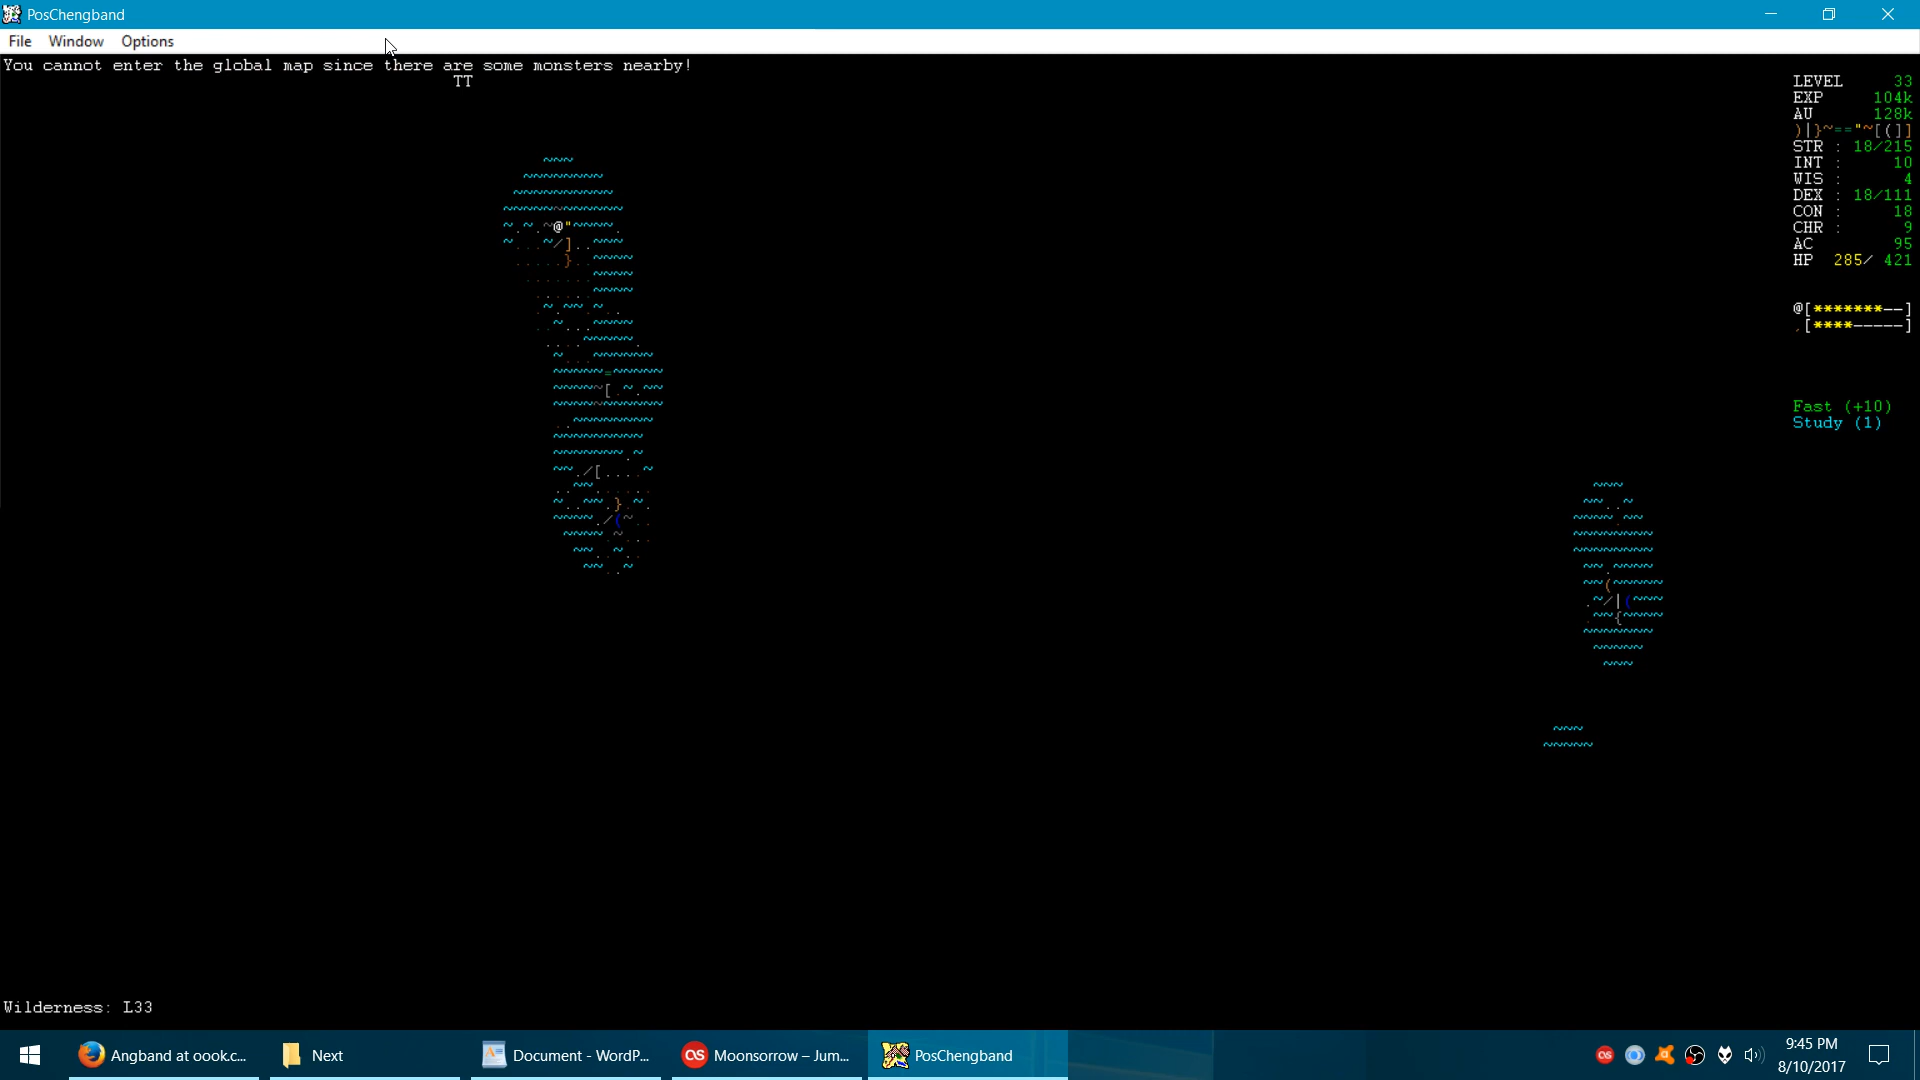 PosChengband
File Window Options
You cannot enter the global map since there are some monsters nearby!
TT
LEVEL 33
EXP 104k
AU 128k
)|}~=="~[(]]
STR : 18/215
INT : 10
WIS : 4
DEX : 18/111
CON : 18
CHR : 9
AC 95
HP 285/ 421
@[*******--]
,[****-----]
Fast (+10)
Study (1)
Wilderness: L33
Angband at oook.c... Next Document - WordP... Moonsorrow – Jum... PosChengband
9:45 PM
8/10/2017